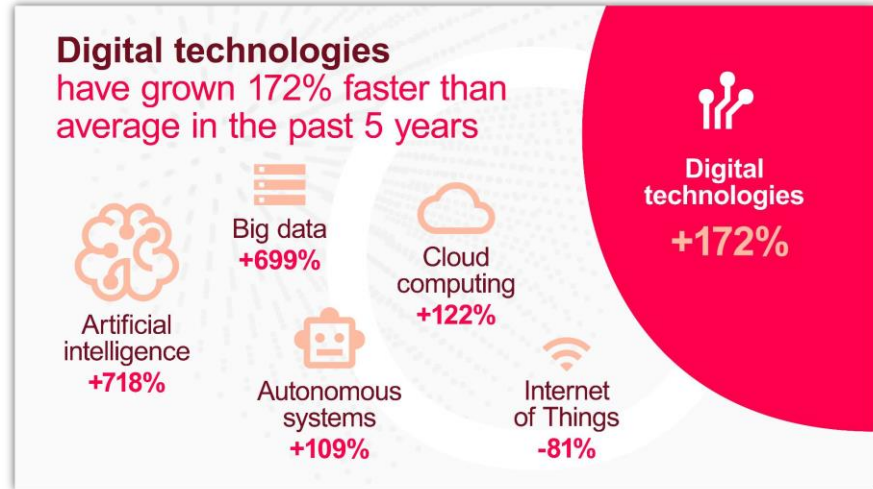 Digital technologies
have grown 172% faster than
average in the past 5 years
Artificial
intelligence
+718%
Big data
+699%
Autonomous
systems
+109%
Cloud
computing
+122%
Internet
of Things
-81%
Digital
technologies
+172%